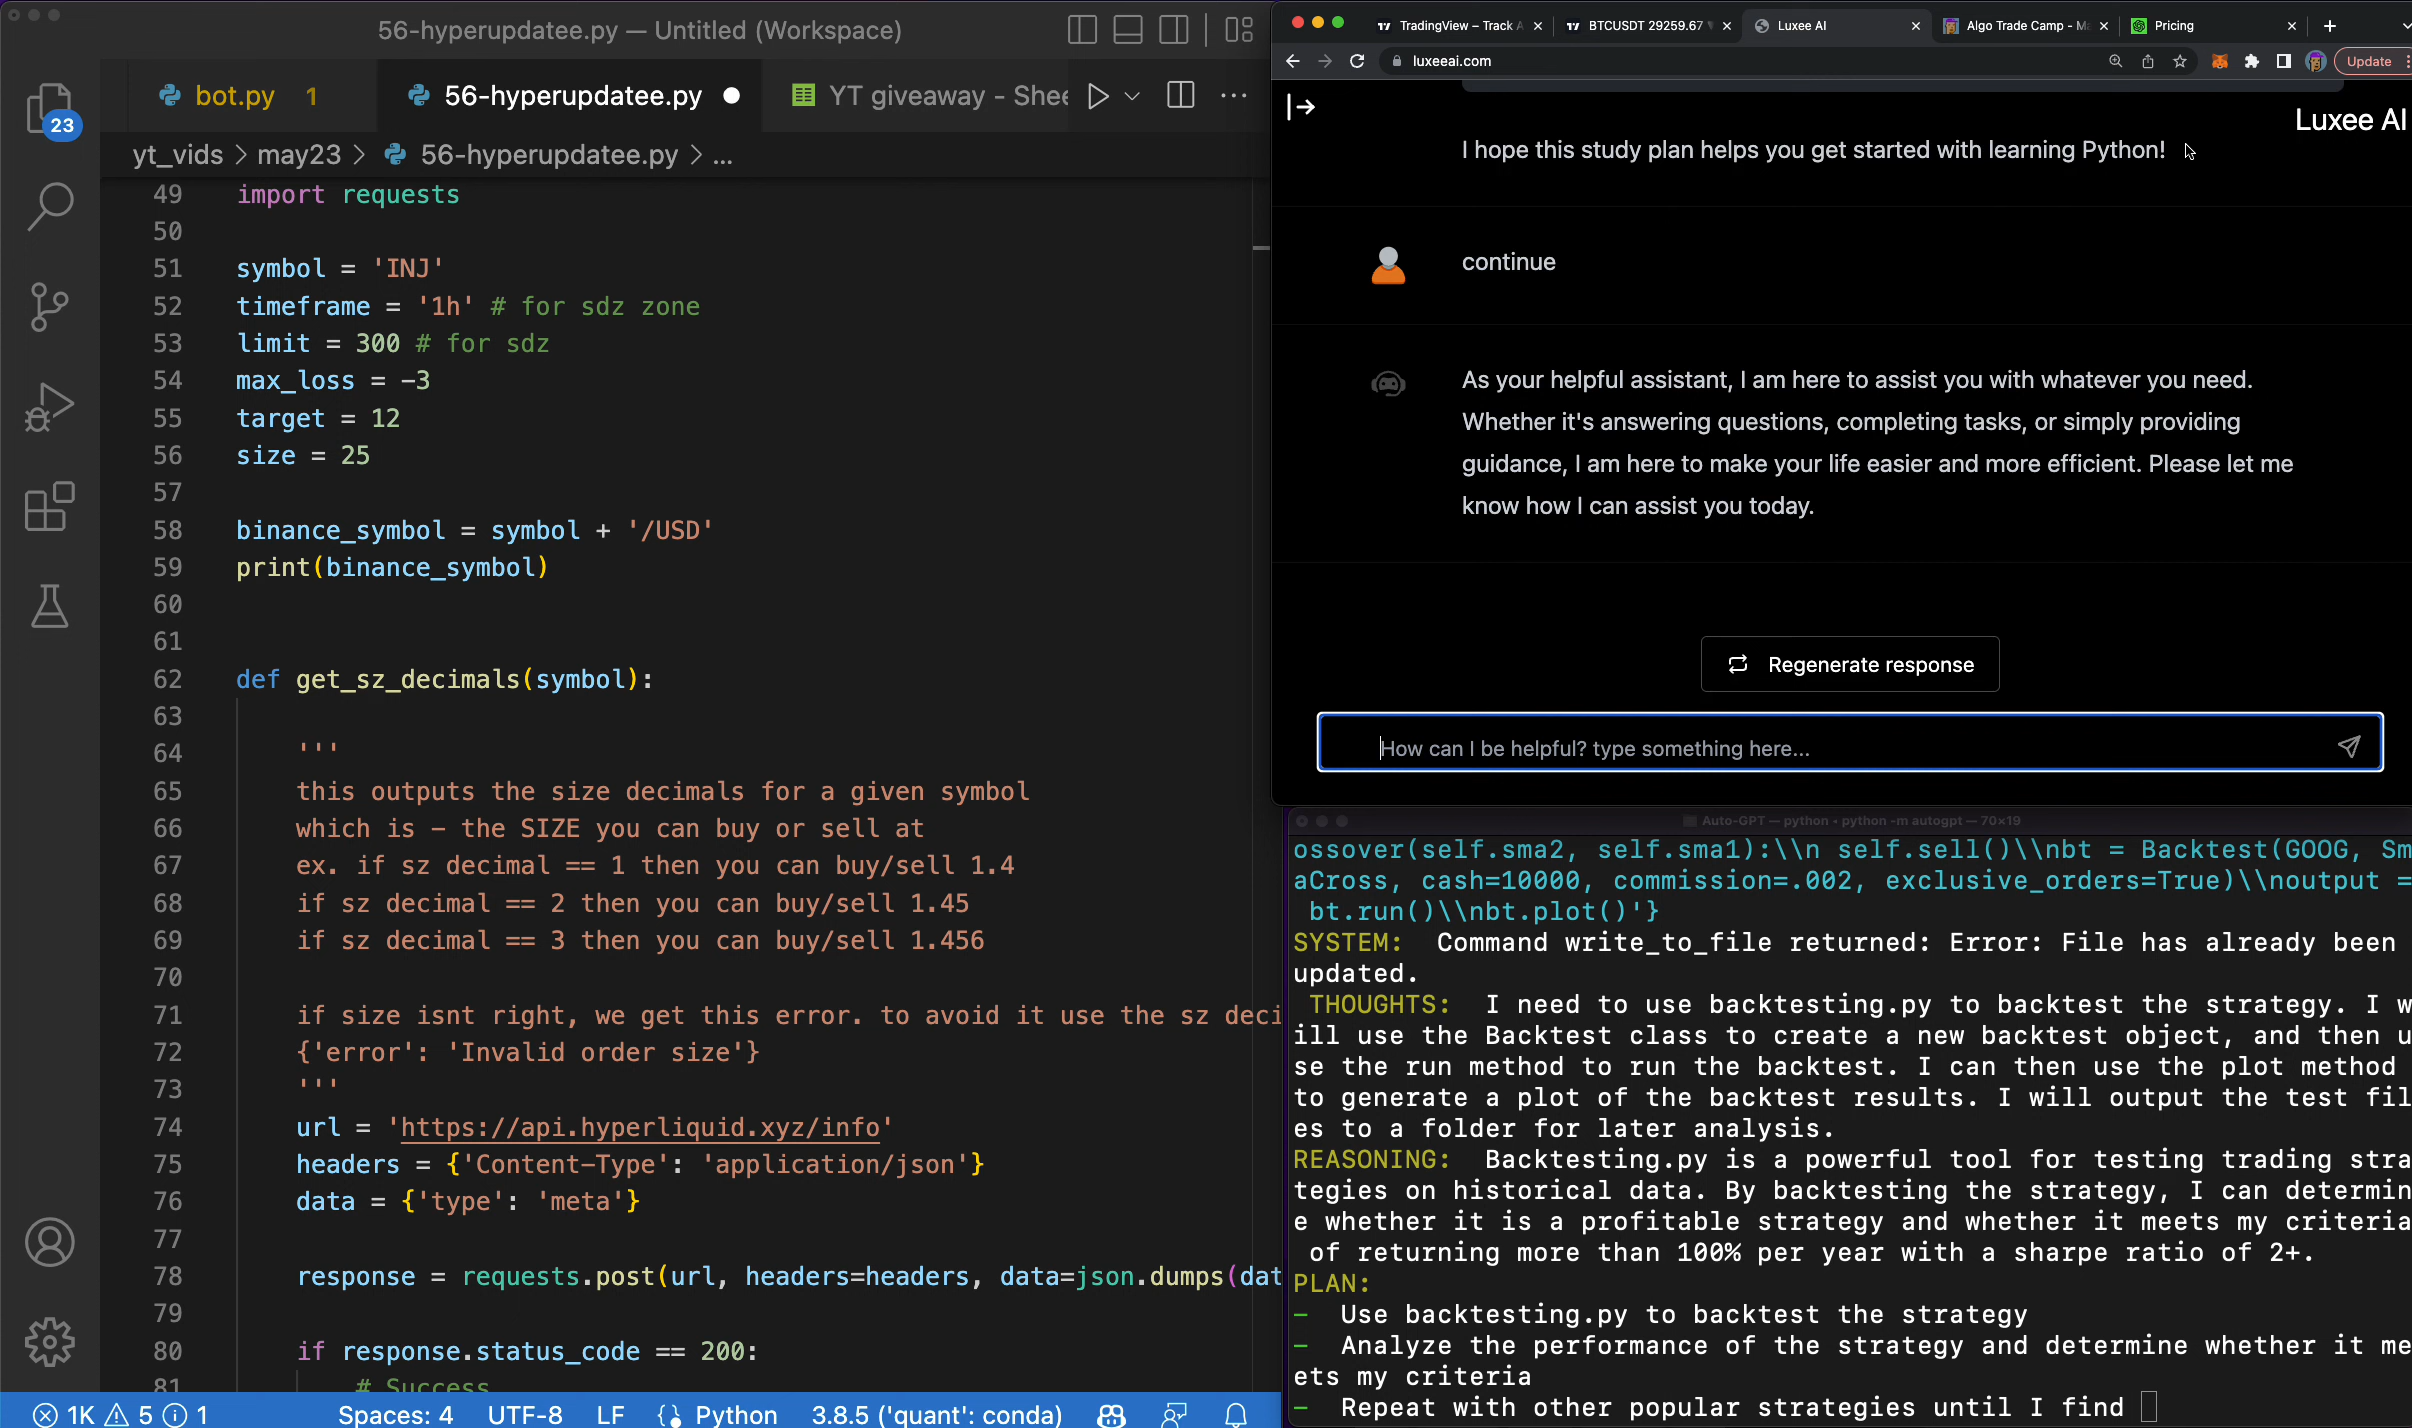 56-hyperupdatee.py — Untitled (Workspace)
bot.py 1
56-hyperupdatee.py
YT giveaway - Shee
yt_vids > may23 > 56-hyperupdatee.py > ...
23
49 import requests
50
51 symbol = 'INJ'
52 timeframe = '1h' # for sdz zone
53 limit = 300 # for sdz
54 max_loss = -3
55 target = 12
56 size = 25
57
58 binance_symbol = symbol + '/USD'
59 print(binance_symbol)
60
61
62 def get_sz_decimals(symbol):
63
64 '''
65 this outputs the size decimals for a given symbol
66 which is - the SIZE you can buy or sell at
67 ex. if sz decimal == 1 then you can buy/sell 1.4
68 if sz decimal == 2 then you can buy/sell 1.45
69 if sz decimal == 3 then you can buy/sell 1.456
70
71 if size isnt right, we get this error. to avoid it use the sz deci
72 {'error': 'Invalid order size'}
73 '''
74 url = 'https://api.hyperliquid.xyz/info'
75 headers = {'Content-Type': 'application/json'}
76 data = {'type': 'meta'}
77
78 response = requests.post(url, headers=headers, data=json.dumps(dat
79
80 if response.status_code == 200:
81 # Success
1K 5 1 Spaces: 4 UTF-8 LF Python 3.8.5 ('quant': conda)
TradingView – Track A
BTCUSDT 29259.67
Luxee AI
Algo Trade Camp - Ma
Pricing
luxeeai.com
Update
Luxee AI
I hope this study plan helps you get started with learning Python!
continue
As your helpful assistant, I am here to assist you with whatever you need.
Whether it's answering questions, completing tasks, or simply providing
guidance, I am here to make your life easier and more efficient. Please let me
know how I can assist you today.
Regenerate response
How can I be helpful? type something here...
Auto-GPT — python • python -m autogpt — 70×19
ossover(self.sma2, self.sma1):\\n self.sell()\\nbt = Backtest(GOOG, Sm
aCross, cash=10000, commission=.002, exclusive_orders=True)\\noutput =
bt.run()\\nbt.plot()'}
SYSTEM: Command write_to_file returned: Error: File has already been
updated.
THOUGHTS: I need to use backtesting.py to backtest the strategy. I w
ill use the Backtest class to create a new backtest object, and then u
se the run method to run the backtest. I can then use the plot method
to generate a plot of the backtest results. I will output the test fil
es to a folder for later analysis.
REASONING: Backtesting.py is a powerful tool for testing trading stra
tegies on historical data. By backtesting the strategy, I can determin
e whether it is a profitable strategy and whether it meets my criteria
of returning more than 100% per year with a sharpe ratio of 2+.
PLAN:
- Use backtesting.py to backtest the strategy
- Analyze the performance of the strategy and determine whether it me
ets my criteria
- Repeat with other popular strategies until I find